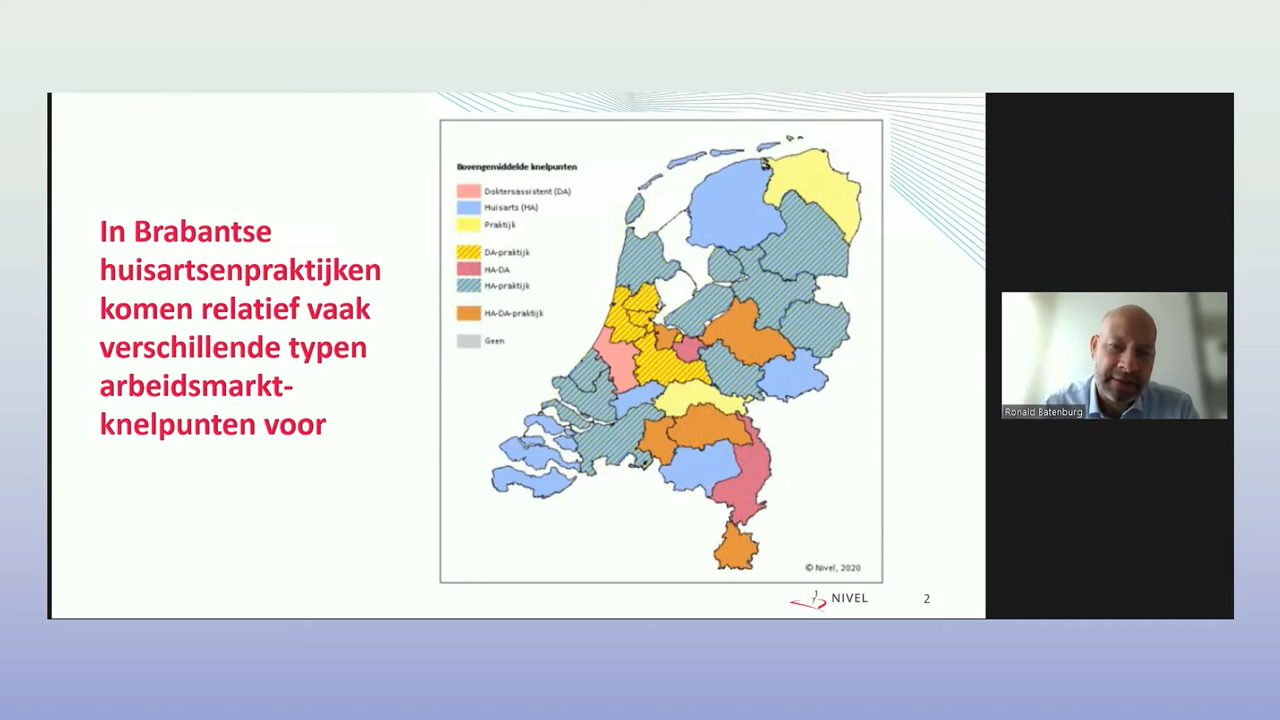 In Brabantse
huisartsenpraktijken
komen relatief vaak
verschillende typen
arbeidsmarkt-
knelpunten voor
Bovengemiddelde knelpunten
Doktersassistent (DA)
Huisarts (HA)
Praktijk
DA-praktijk
HA-DA
HA-praktijk
HA-DA-praktijk
Geen
© Nivel, 2020
NIVEL
2
Ronald Batenburg